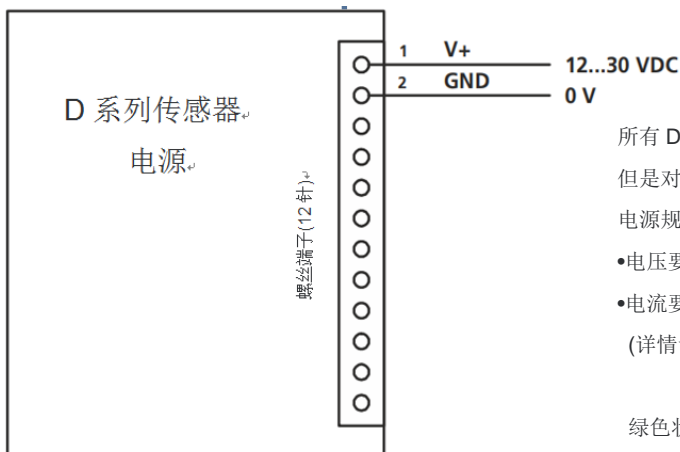 1 V+ 12...30 VDC
2 GND 0 V
D 系列传感器
电源
螺丝端子(12 针)
所有 D
但是对
电源规
•电压要
•电流要
(详情
绿色状